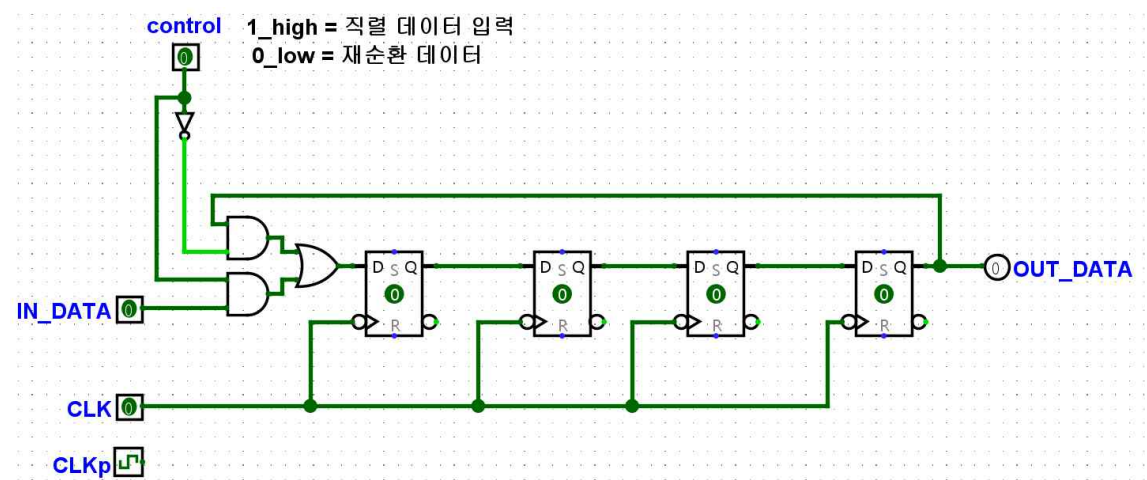 control 1_high = 직렬 데이터 입력
0
0_low = 재순환 데이터
D S Q D S Q D S Q D S Q
0 0 0 0 0 OUT_DATA
IN_DATA 0
R R R R
CLK 0
CLKp